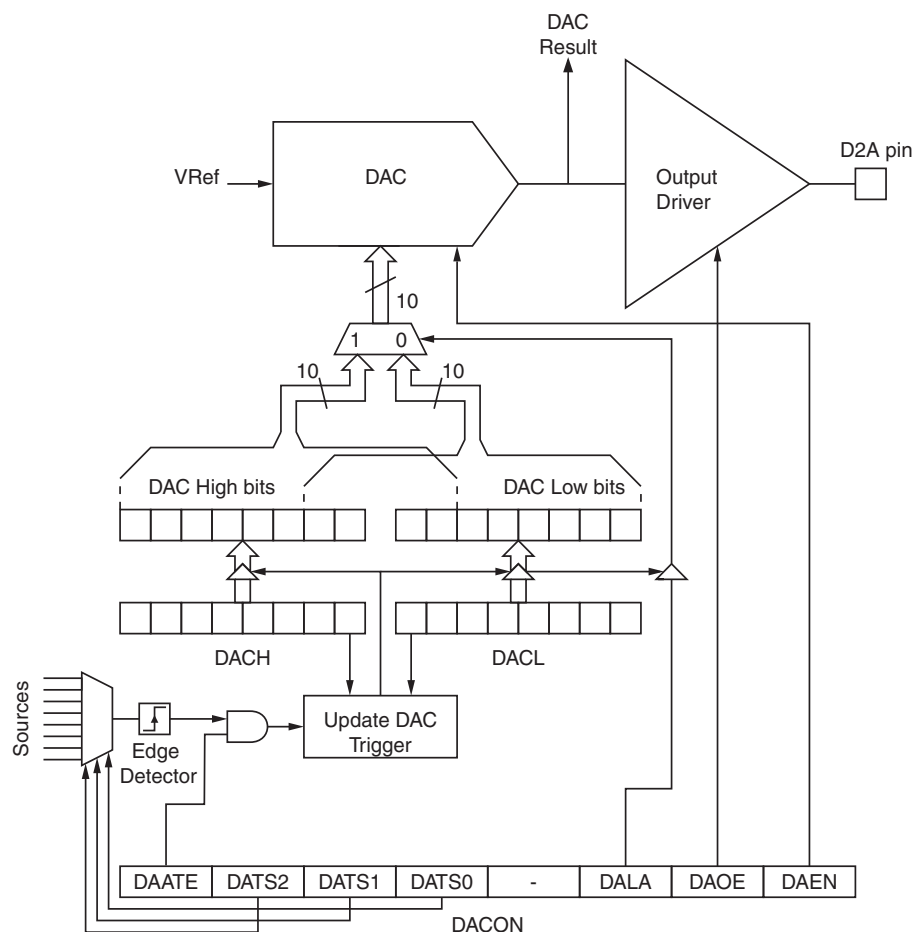 DAC
Result
D2A pin
VRef
DAC
Output
Driver
10
1 0
10 10
DAC High bits DAC Low bits
DACH DACL
Sources
Update DAC
Trigger
Edge
Detector
DAATE DATS2 DATS1 DATS0 - DALA DAOE DAEN
DACON